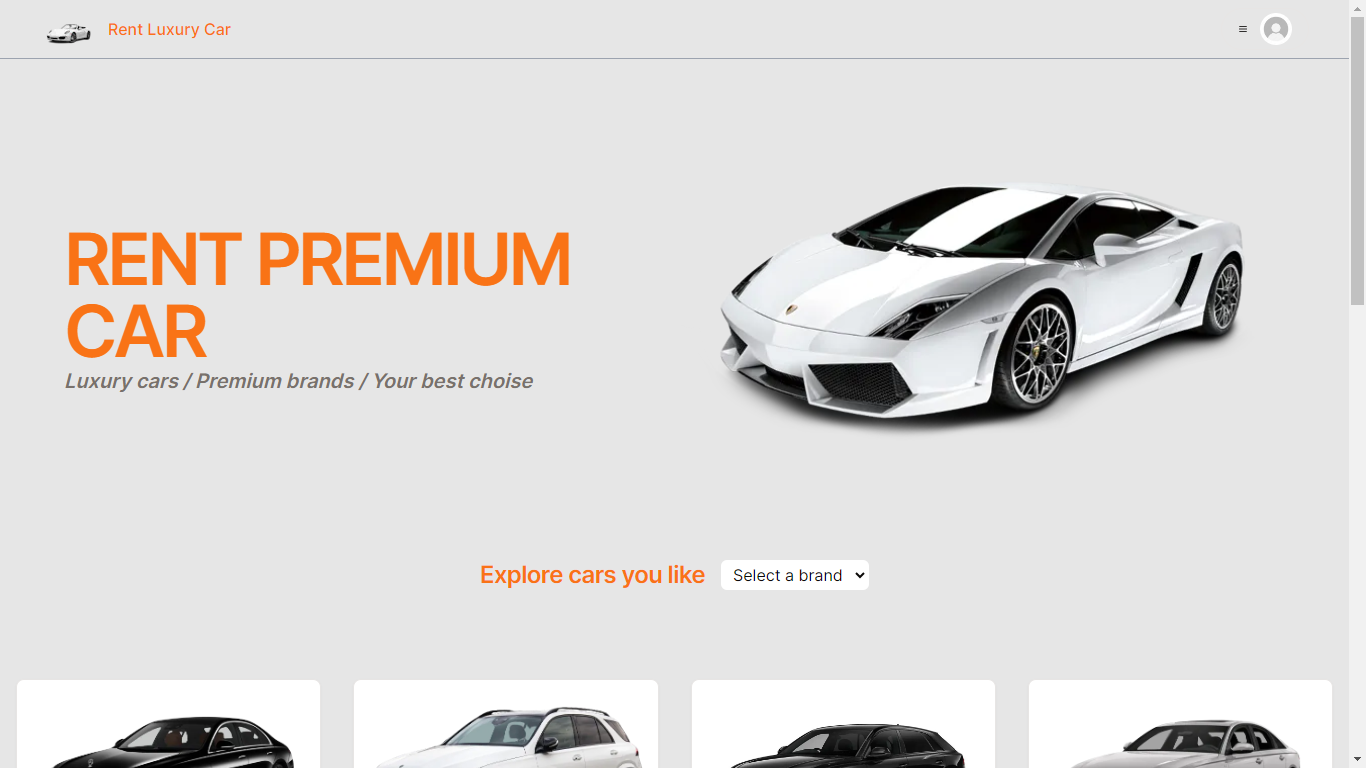 Rent Luxury Car
RENT PREMIUM
CAR
Luxury cars / Premium brands / Your best choise
Explore cars you like
Select a brand